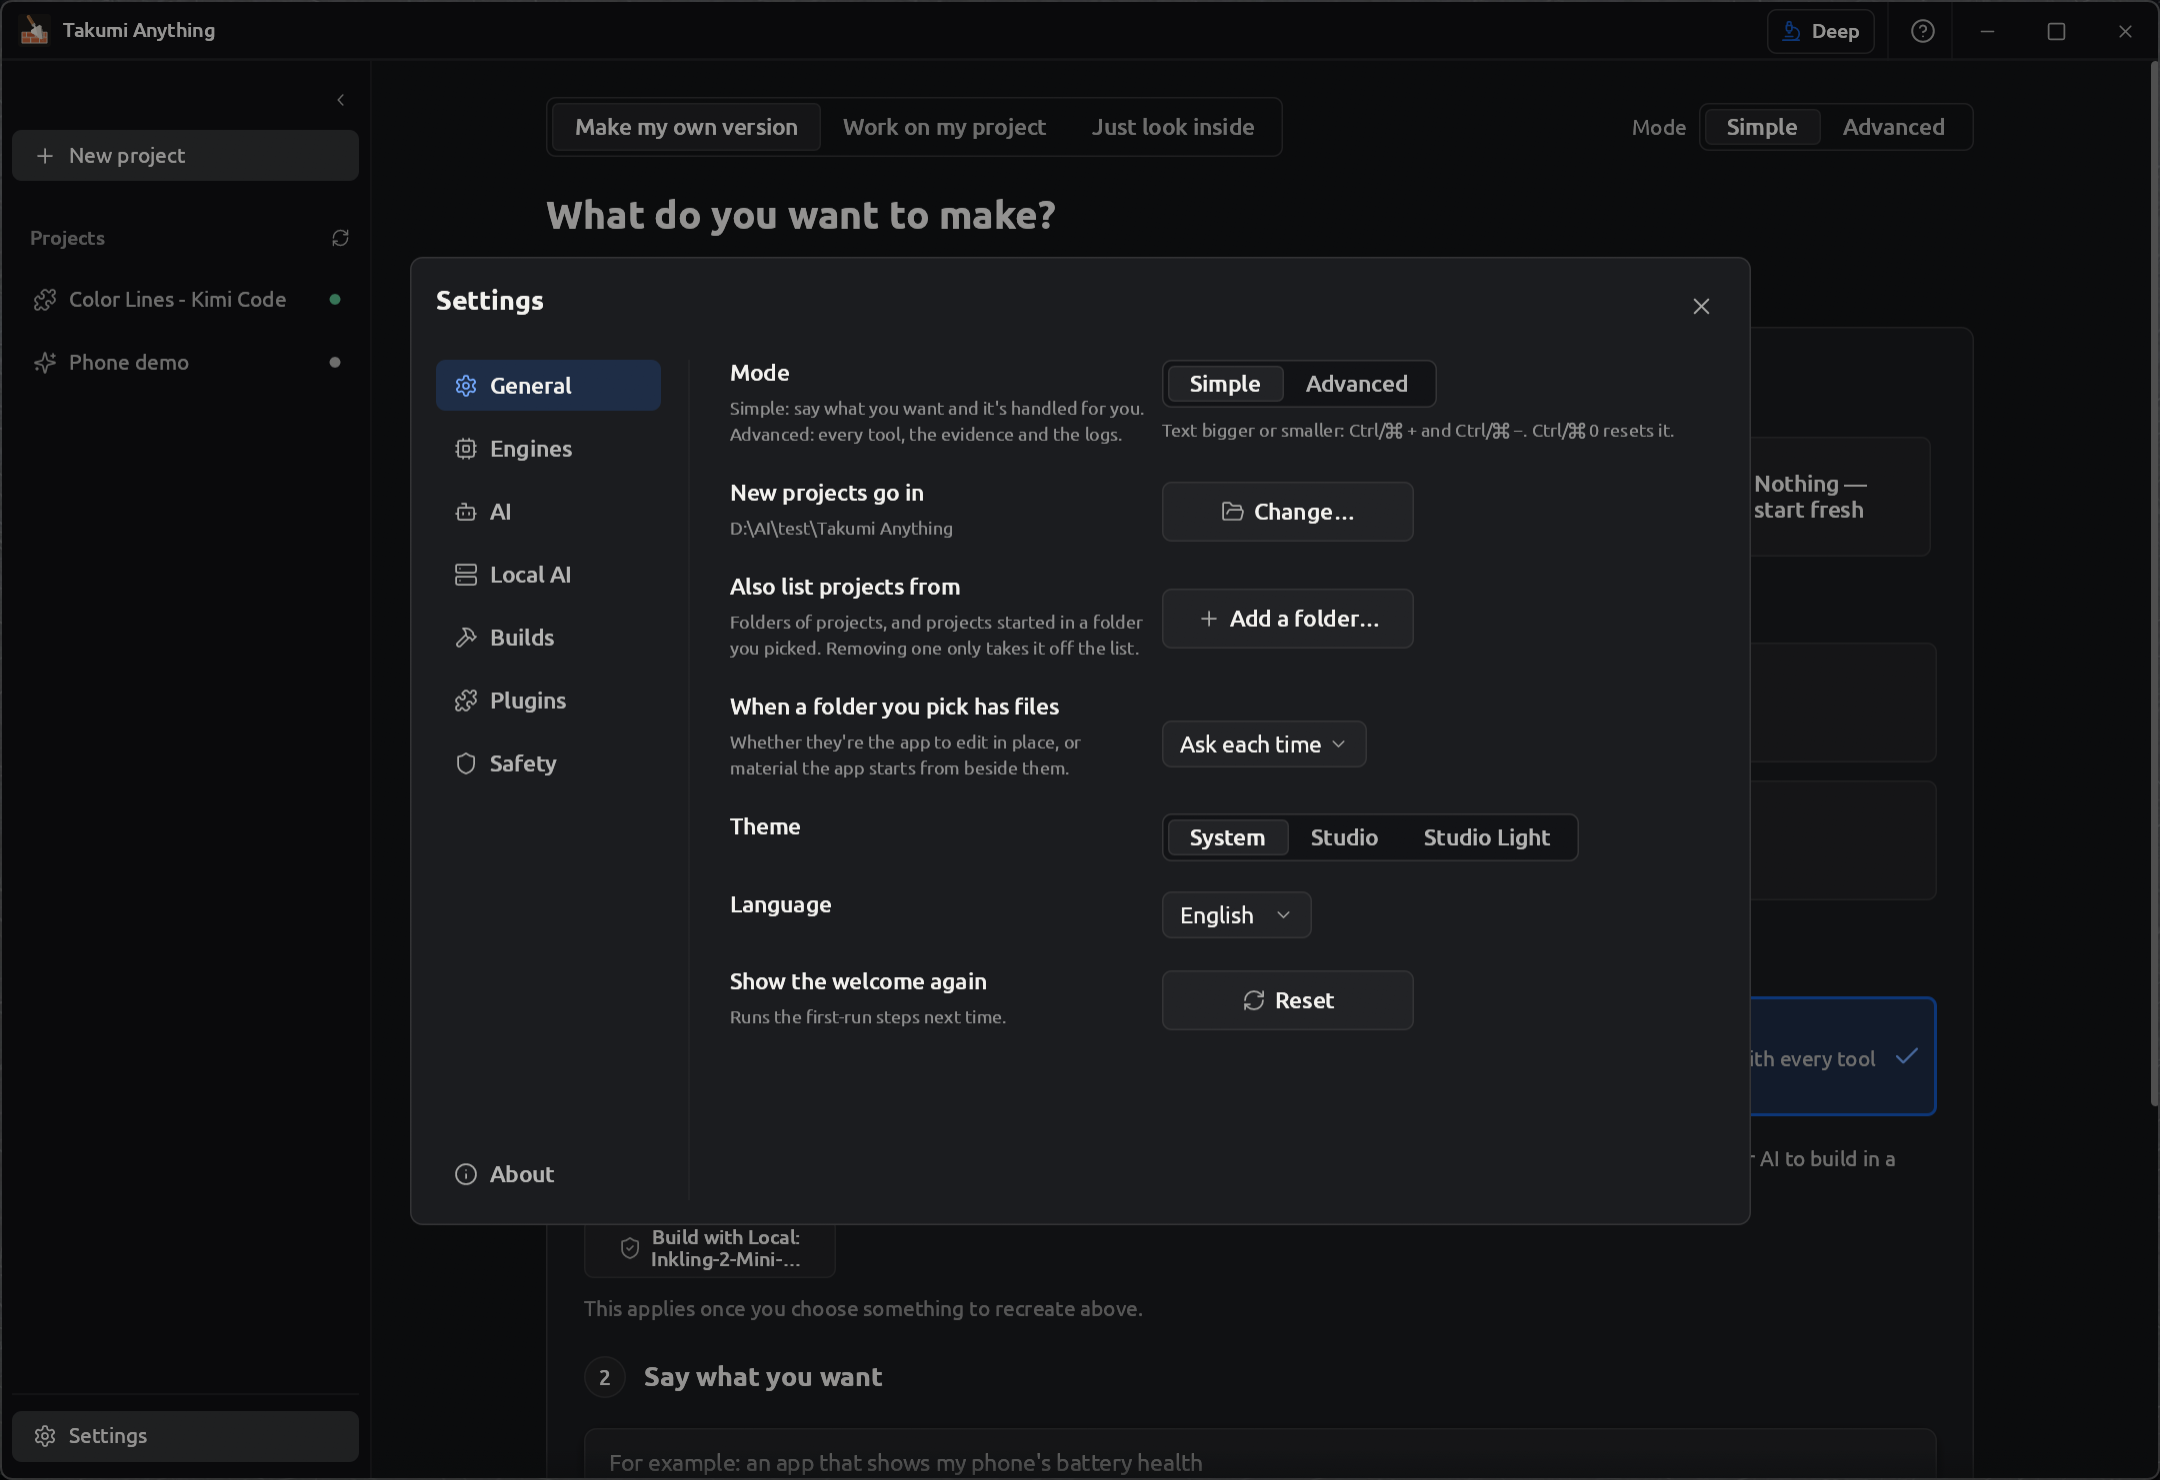 Takumi Anything
Deep
New project
Projects
Color Lines - Kimi Code
Phone demo
Settings
Make my own version
Work on my project
Just look inside
Mode
Simple
Advanced
What do you want to make?
Settings
General
Engines
AI
Local AI
Builds
Plugins
Safety
About
Mode
Simple: say what you want and it's handled for you.
Advanced: every tool, the evidence and the logs.
Simple
Advanced
Text bigger or smaller: Ctrl/⌘ + and Ctrl/⌘ −. Ctrl/⌘ 0 resets it.
New projects go in
D:\AI\test\Takumi Anything
Change...
Also list projects from
Folders of projects, and projects started in a folder
you picked. Removing one only takes it off the list.
Add a folder...
When a folder you pick has files
Whether they're the app to edit in place, or
material the app starts from beside them.
Ask each time
Theme
System
Studio
Studio Light
Language
English
Show the welcome again
Runs the first-run steps next time.
Reset
Nothing —
start fresh
ith every tool
AI to build in a
Build with Local:
Inkling-2-Mini-...
This applies once you choose something to recreate above.
2
Say what you want
For example: an app that shows my phone's battery health